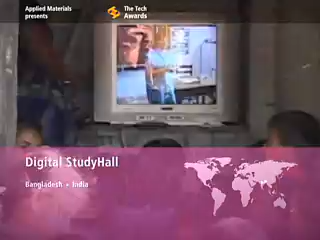 Applied Materials
presents
The Tech
Awards
Digital StudyHall
Bangladesh • India